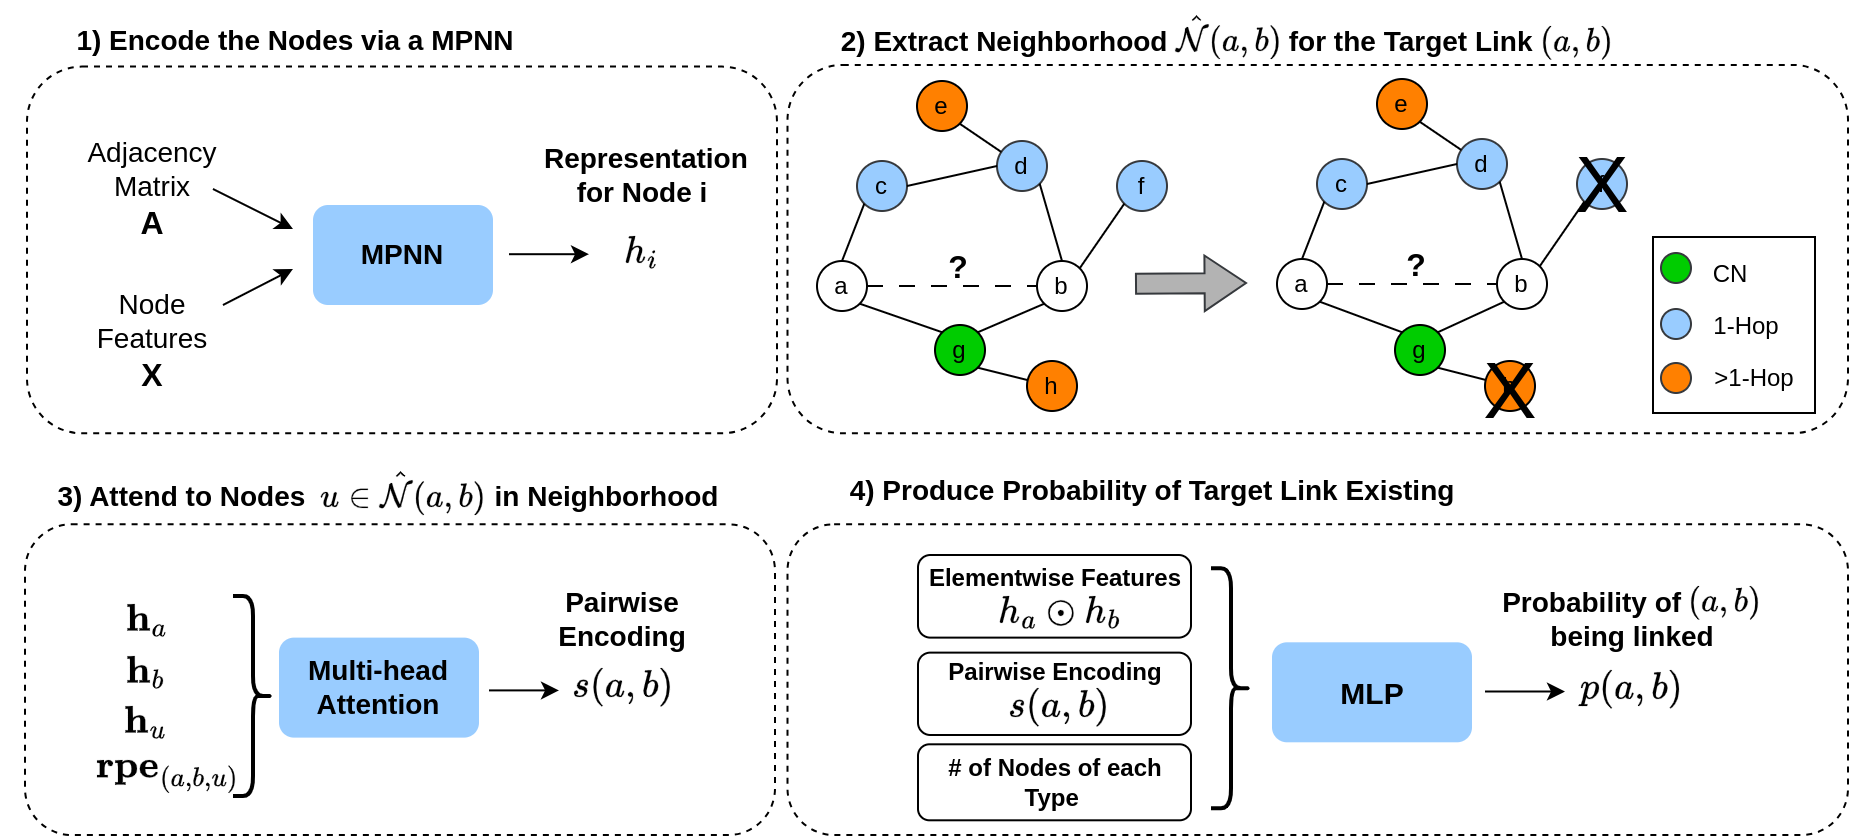 1) Encode the Nodes via a MPNN
Adjacency
Matrix
A
Node
Features
X
MPNN
Representation
for Node i
$h_i$
2) Extract Neighborhood $\hat{\mathcal{N}}(a, b)$ for the Target Link $(a, b)$
e
c
d
f
a
?
b
g
h
e
c
d
a
?
b
g
X
X
CN
1-Hop
>1-Hop
3) Attend to Nodes $u \in \hat{\mathcal{N}}(a, b)$ in Neighborhood
$\mathbf{h}_a$
$\mathbf{h}_b$
$\mathbf{h}_u$
$\mathbf{rpe}_{(a,b,u)}$
Multi-head
Attention
Pairwise
Encoding
$s(a, b)$
4) Produce Probability of Target Link Existing
Elementwise Features
$h_a \odot h_b$
Pairwise Encoding
$s(a, b)$
# of Nodes of each
Type
MLP
Probability of $(a, b)$
being linked
$p(a, b)$